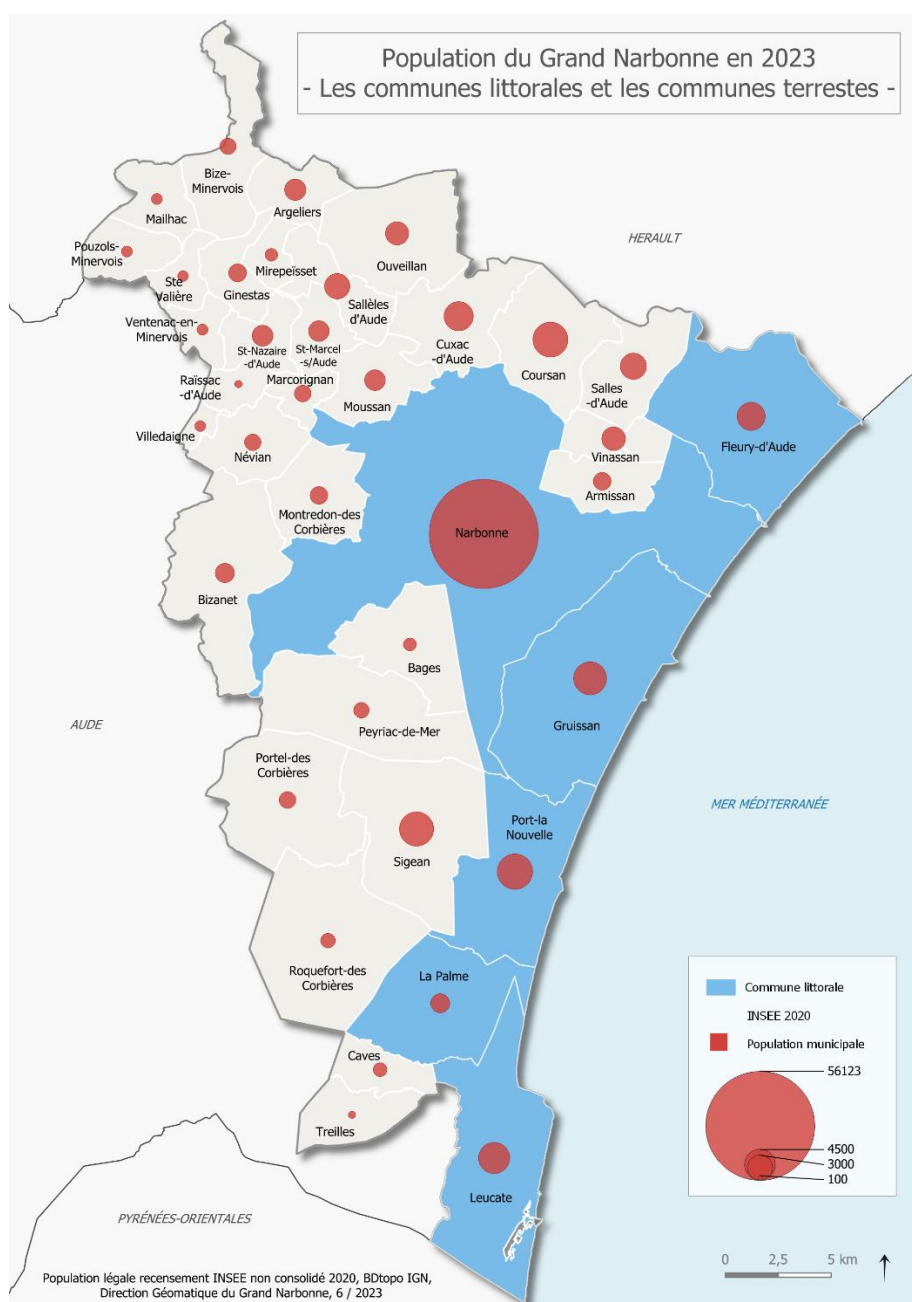 Population du Grand Narbonne en 2023
- Les communes littorales et les communes terrestes -
Bize-
Minervois
Mailhac
Argeliers
HERAULT
Pouzols-
Minervois
Mirepeïsset
Ouveillan
Ste
Valière
Ginestas
Sallèles
d'Aude
Ventenac-en-
Minervois
St-Nazaire
-d'Aude
St-Marcel
-s/Aude
Cuxac
-d'Aude
Coursan
Salles
-d'Aude
Raïssac
-d'Aude
Marcorignan
Moussan
Villedaigne
Névian
Vinassan
Fleury-d'Aude
Armissan
Montredon-des
Corbières
Narbonne
Bizanet
Bages
AUDE
Peyriac-de-Mer
Gruissan
Portel-des
Corbières
MER MÉDITERRANÉE
Port-la
Nouvelle
Sigean
Roquefort-des
Corbières
La Palme
Caves
Treilles
Leucate
PYRÉNÉES-ORIENTALES
Commune littorale
INSEE 2020
Population municipale
56123
4500
3000
100
0 2,5 5 km
Population légale recensement INSEE non consolidé 2020, BDtopo IGN,
Direction Géomatique du Grand Narbonne, 6 / 2023